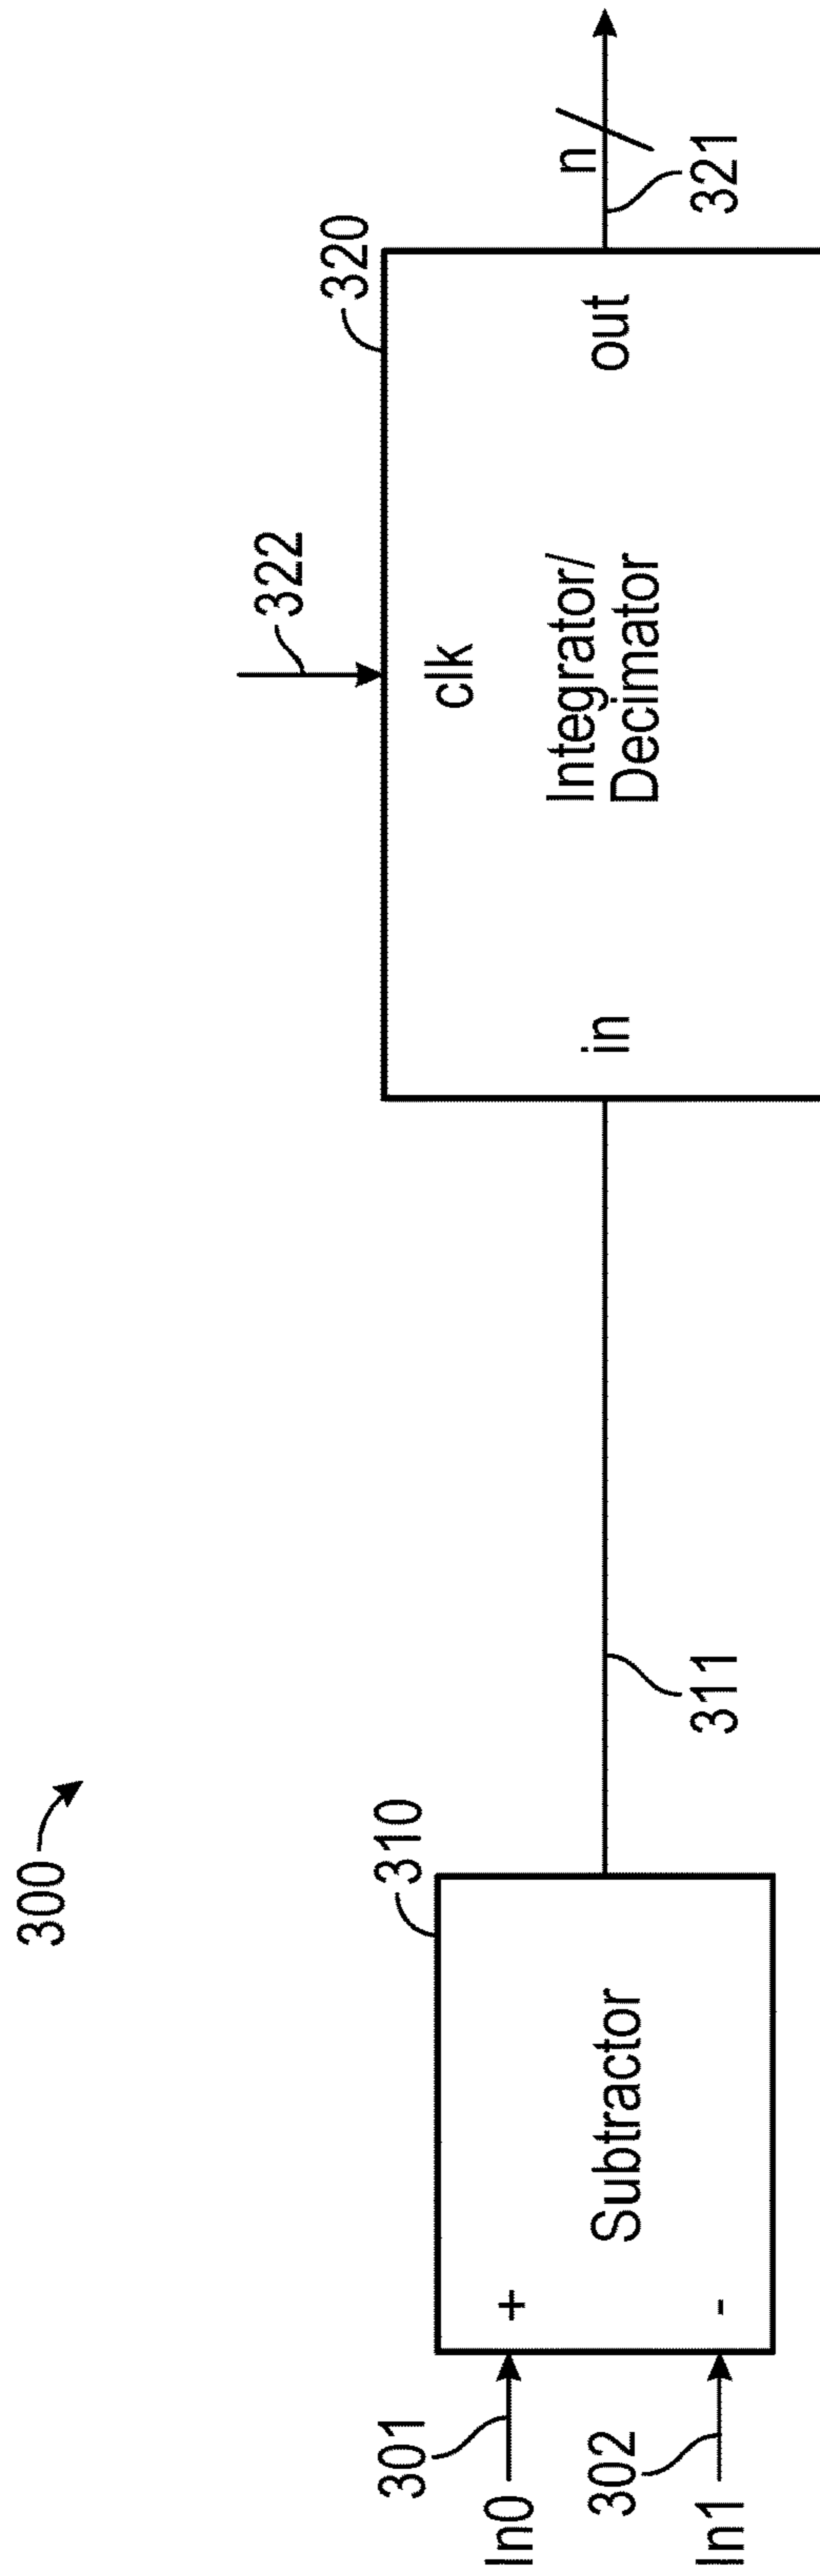 300
310
320
322
301
In0
+
302
In1
-
Subtractor
311
in
clk
Integrator/
Decimator
out
n
321